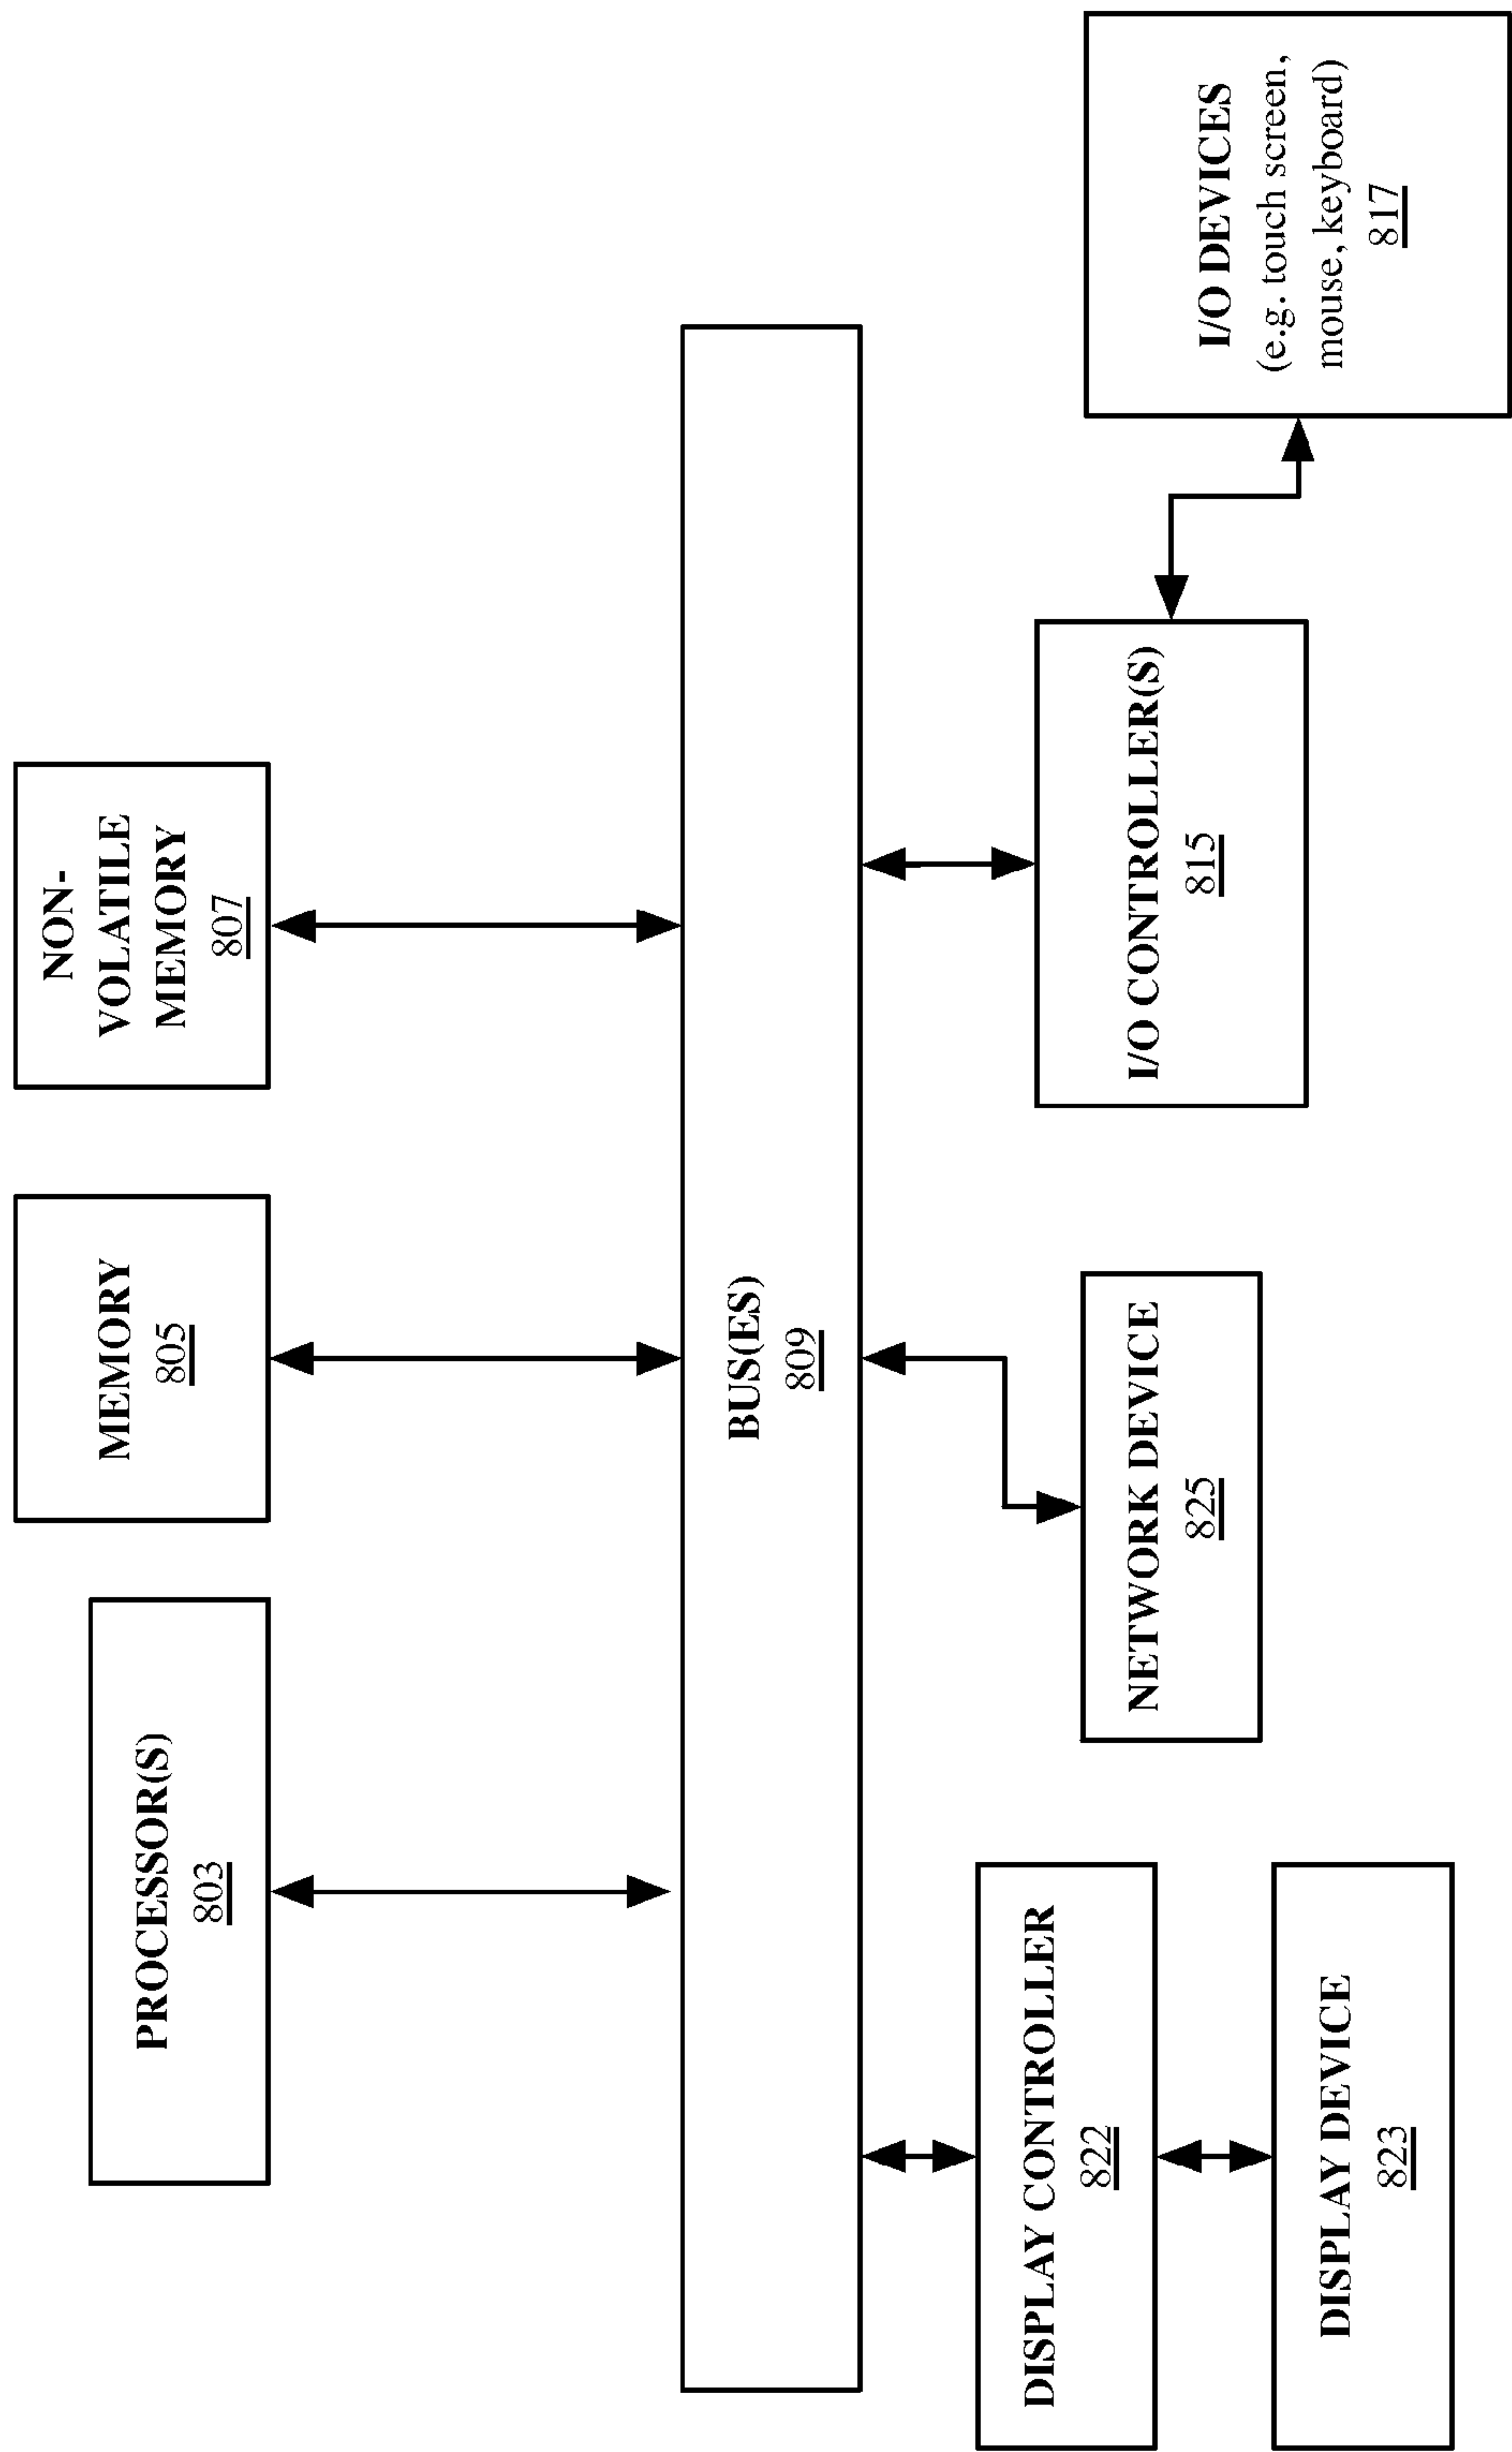 PROCESSOR(S)
803
MEMORY
805
NON-
VOLATILE
MEMORY
807
BUS(ES)
809
DISPLAY CONTROLLER
822
DISPLAY DEVICE
823
NETWORK DEVICE
825
I/O CONTROLLER(S)
815
I/O DEVICES
(e.g. touch screen,
mouse, keyboard)
817